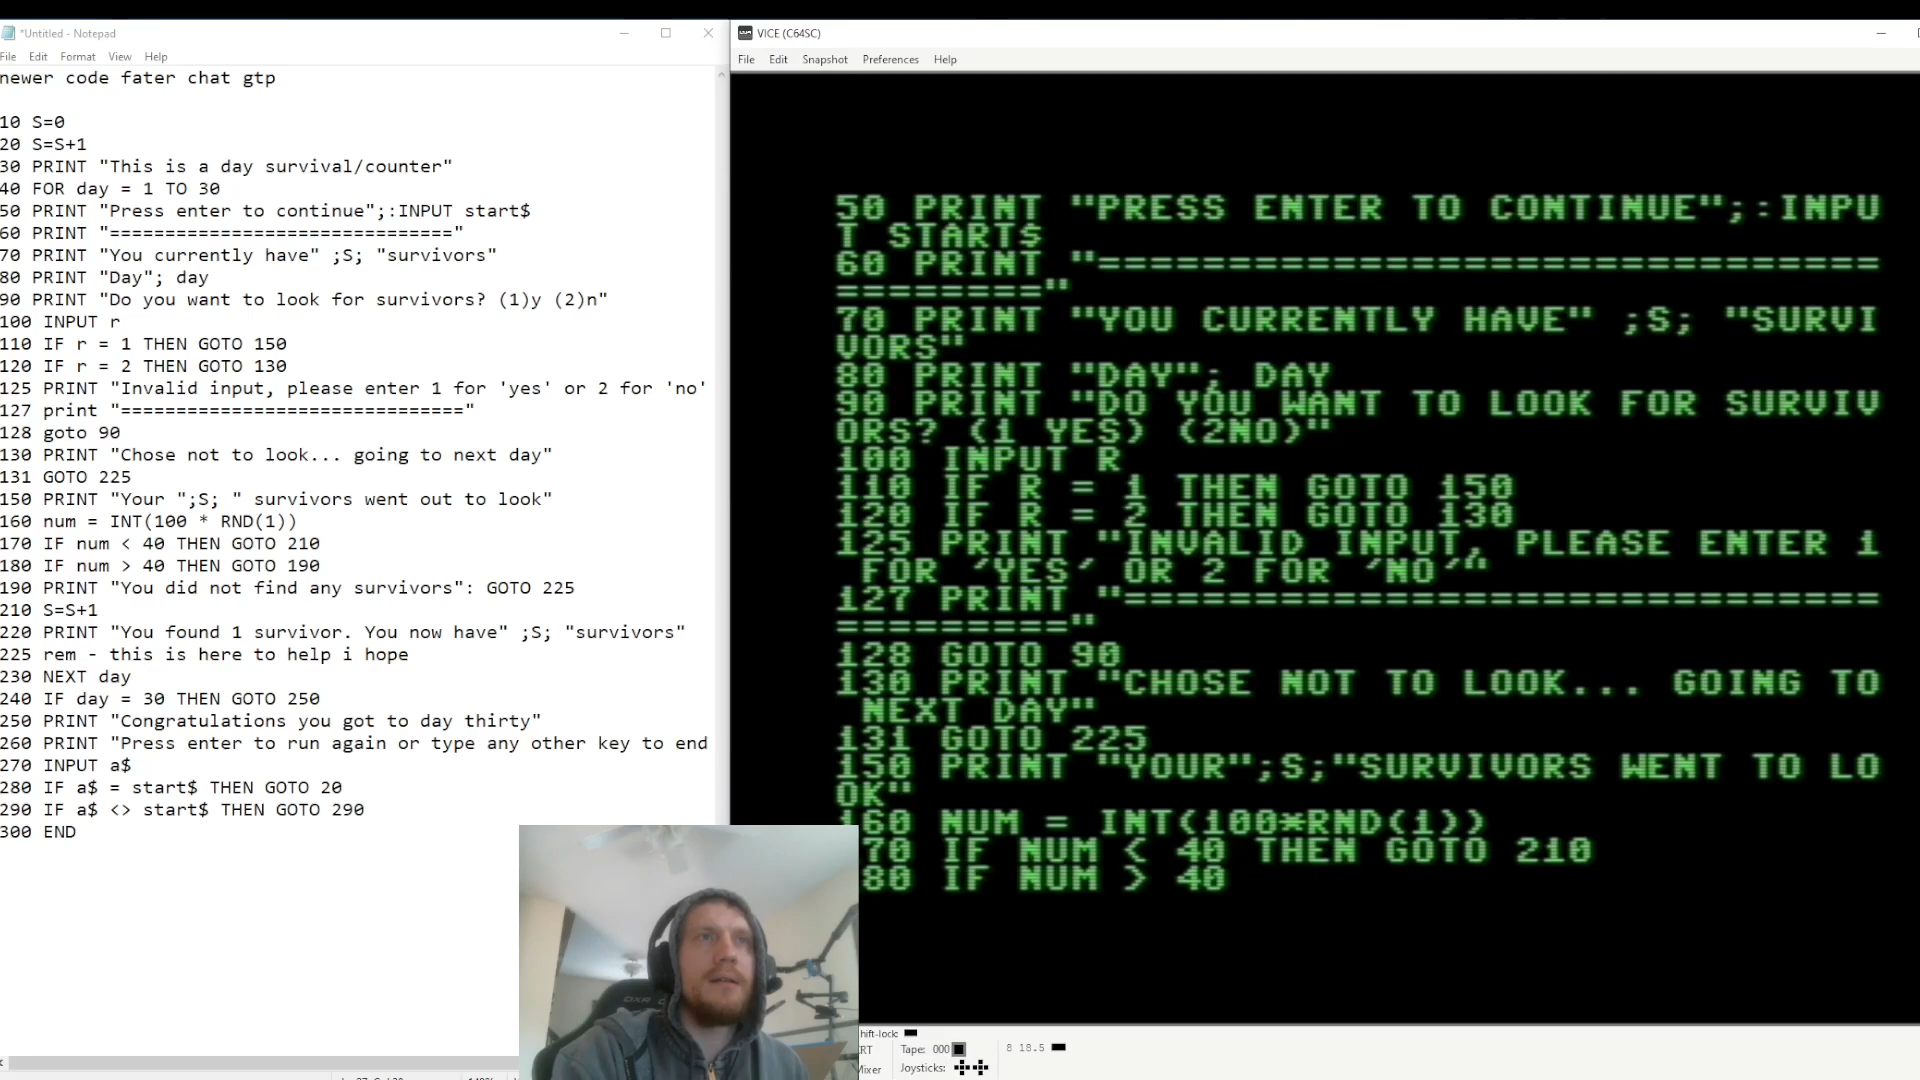 *Untitled - Notepad
File Edit Format View Help
newer code fater chat gtp
10 S=0
20 S=S+1
30 PRINT "This is a day survival/counter"
40 FOR day = 1 TO 30
50 PRINT "Press enter to continue";:INPUT start$
60 PRINT "==============================="
70 PRINT "You currently have" ;S; "survivors"
80 PRINT "Day"; day
90 PRINT "Do you want to look for survivors? (1)y (2)n"
100 INPUT r
110 IF r = 1 THEN GOTO 150
120 IF r = 2 THEN GOTO 130
125 PRINT "Invalid input, please enter 1 for 'yes' or 2 for 'no'
127 print "==============================="
128 goto 90
130 PRINT "Chose not to look... going to next day"
131 GOTO 225
150 PRINT "Your ";S; " survivors went out to look"
160 num = INT(100 * RND(1))
170 IF num < 40 THEN GOTO 210
180 IF num > 40 THEN GOTO 190
190 PRINT "You did not find any survivors": GOTO 225
210 S=S+1
220 PRINT "You found 1 survivor. You now have" ;S; "survivors"
225 rem - this is here to help i hope
230 NEXT day
240 IF day = 30 THEN GOTO 250
250 PRINT "Congratulations you got to day thirty"
260 PRINT "Press enter to run again or type any other key to end
270 INPUT a$
280 IF a$ = start$ THEN GOTO 20
290 IF a$ <> start$ THEN GOTO 290
300 END
VICE (C64SC)
File Edit Snapshot Preferences Help
50 PRINT "PRESS ENTER TO CONTINUE";:INPU
T START$
60 PRINT "==============================
========"
70 PRINT "YOU CURRENTLY HAVE" ;S; "SURVI
VORS"
80 PRINT "DAY"; DAY
90 PRINT "DO YOU WANT TO LOOK FOR SURVIV
ORS? (1 YES) (2NO)"
100 INPUT R
110 IF R = 1 THEN GOTO 150
120 IF R = 2 THEN GOTO 130
125 PRINT "INVALID INPUT, PLEASE ENTER 1
FOR 'YES' OR 2 FOR 'NO'"
127 PRINT "=============================
========="
128 GOTO 90
130 PRINT "CHOSE NOT TO LOOK... GOING TO
NEXT DAY"
131 GOTO 225
150 PRINT "YOUR";S;"SURVIVORS WENT TO LO
OK"
160 NUM = INT(100*RND(1))
70 IF NUM < 40 THEN GOTO 210
80 IF NUM > 40
hift-lock:
Tape: 000
8 18.5
Mixer
Joysticks:
DXR